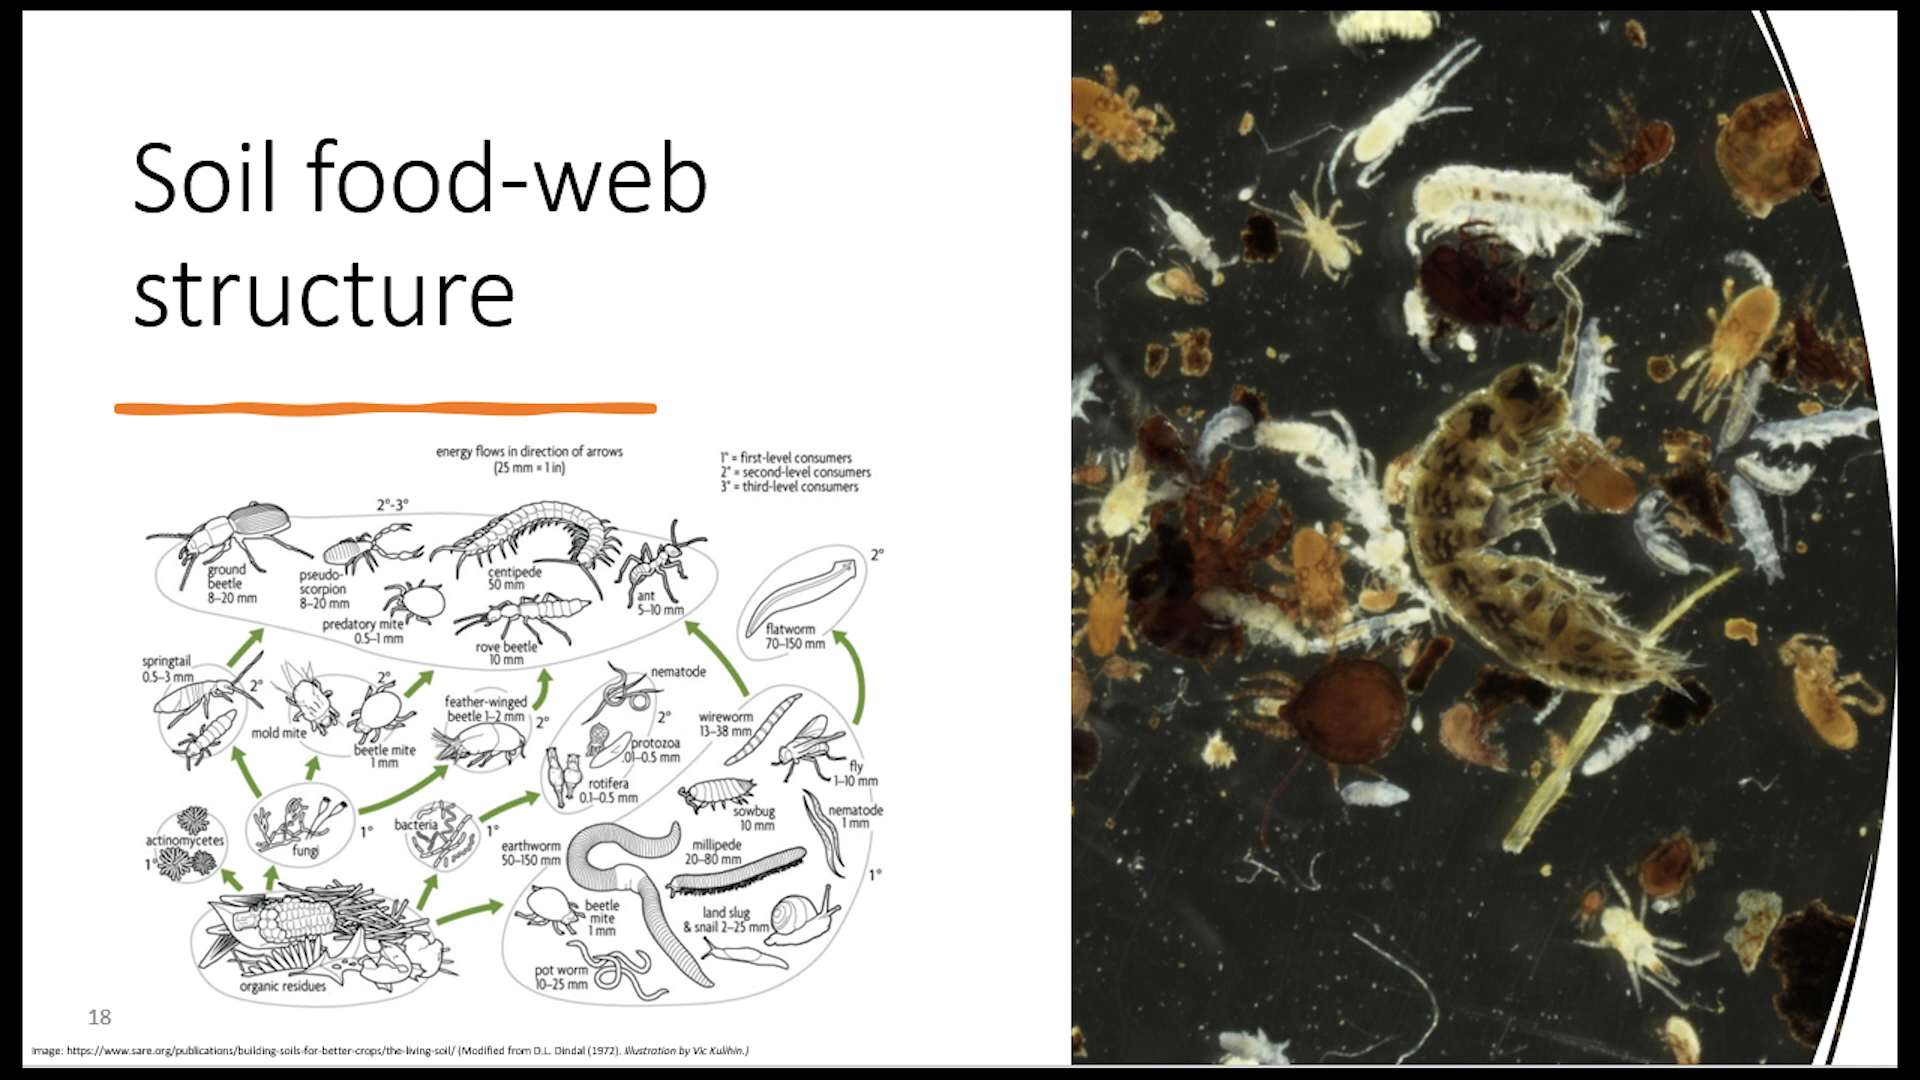 Soil food-web
structure
energy flows in direction of arrows
(25 mm = 1 in)
1° = first-level consumers
2° = second-level consumers
3° = third-level consumers
2°-3°
ground
beetle
8–20 mm
pseudo-
scorpion
8–20 mm
predatory mite
0.5–1 mm
centipede
50 mm
rove beetle
10 mm
ant
5–10 mm
2°
flatworm
70–150 mm
springtail
0.5–3 mm
2°
mold mite
2°
beetle mite
1 mm
feather-winged
beetle 1–2 mm
2°
nematode
2°
protozoa
.01–0.5 mm
rotifera
0.1–0.5 mm
wireworm
13–38 mm
fly
1–10 mm
sowbug
10 mm
nematode
1 mm
actinomycetes
1°
fungi
1°
bacteria
1°
earthworm
50–150 mm
millipede
20–80 mm
1°
beetle
mite
1 mm
land slug
& snail 2–25 mm
pot worm
10–25 mm
organic residues
18
Image: https://www.sare.org/publications/building-soils-for-better-crops/the-living-soil/ (Modified from D.L. Dindal (1972). Illustration by Vic Kulihin.)